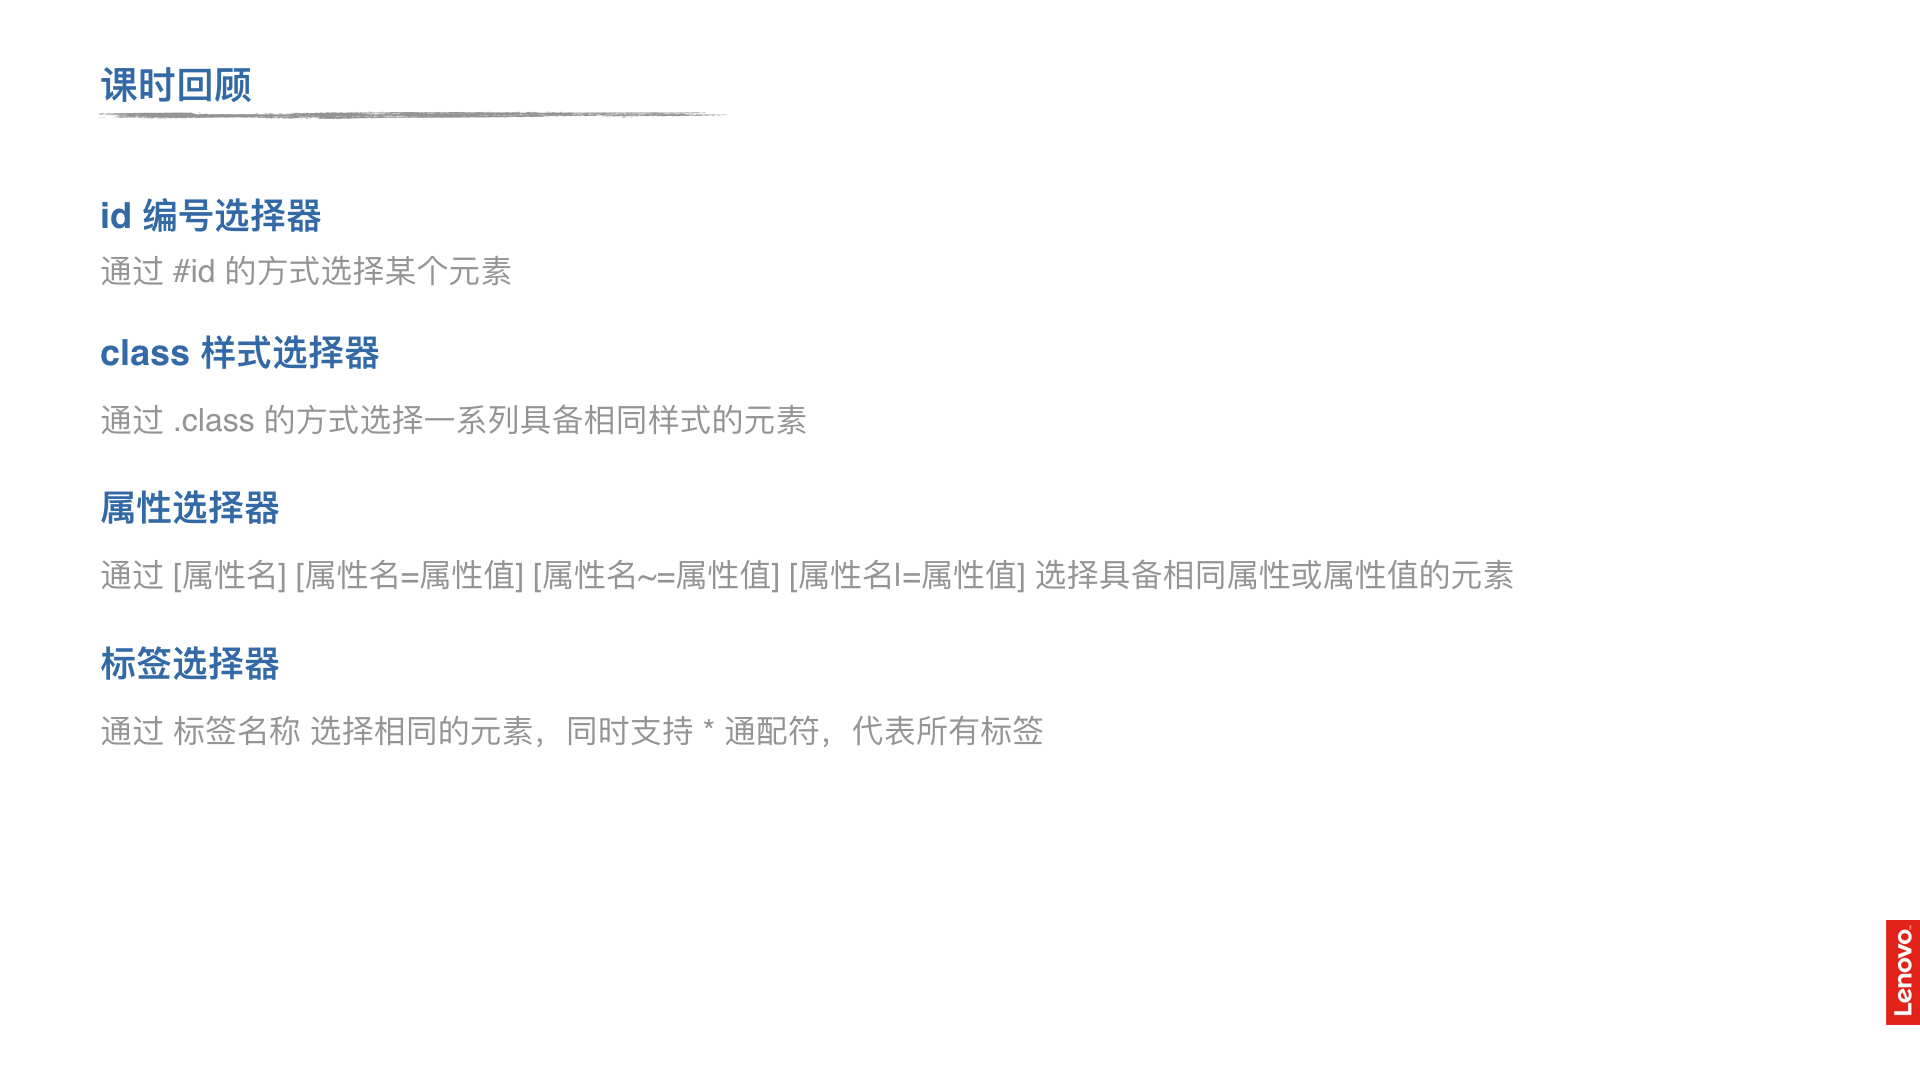 课时回顾
id 编号选择器
通过 #id 的方式选择某个元素
class 样式选择器
通过 .class 的方式选择一系列具备相同样式的元素
属性选择器
通过 [属性名] [属性名=属性值] [属性名~=属性值] [属性名|=属性值] 选择具备相同属性或属性值的元素
标签选择器
通过 标签名称 选择相同的元素，同时支持 * 通配符，代表所有标签
Lenovo